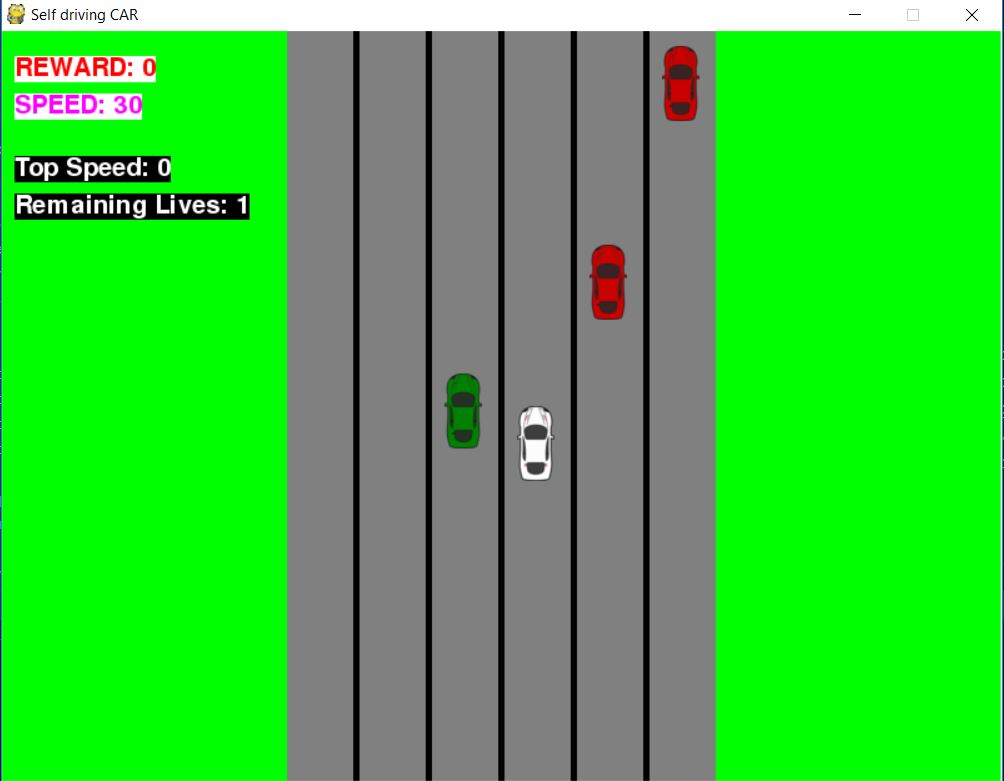 Self driving CAR
REWARD: 0
SPEED: 30
Top Speed: 0
Remaining Lives: 1